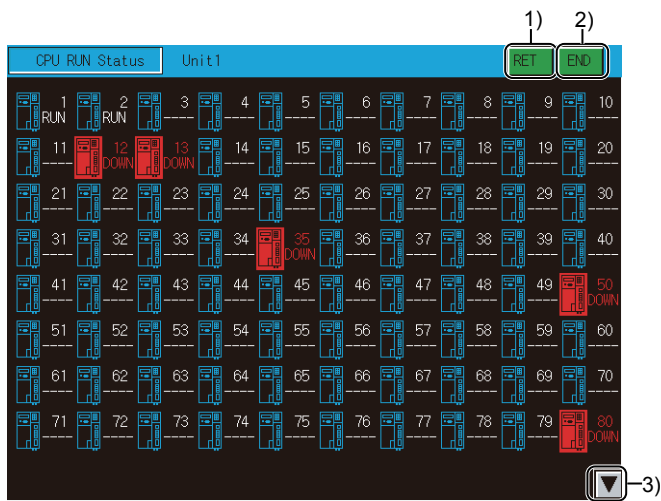 1) 2)
CPU RUN Status Unit1 RET END
1 2 3 4 5 6 7 8 9 10
RUN RUN --- --- --- --- --- --- --- ---
11 12 13 14 15 16 17 18 19 20
--- DOWN DOWN --- --- --- --- --- --- ---
21 22 23 24 25 26 27 28 29 30
--- --- --- --- --- --- --- --- --- ---
31 32 33 34 35 36 37 38 39 40
--- --- --- --- DOWN --- --- --- --- ---
41 42 43 44 45 46 47 48 49 50
--- --- --- --- --- --- --- --- --- DOWN
51 52 53 54 55 56 57 58 59 60
--- --- --- --- --- --- --- --- --- ---
61 62 63 64 65 66 67 68 69 70
--- --- --- --- --- --- --- --- --- ---
71 72 73 74 75 76 77 78 79 80
--- --- --- --- --- --- --- --- --- DOWN
▼ 3)